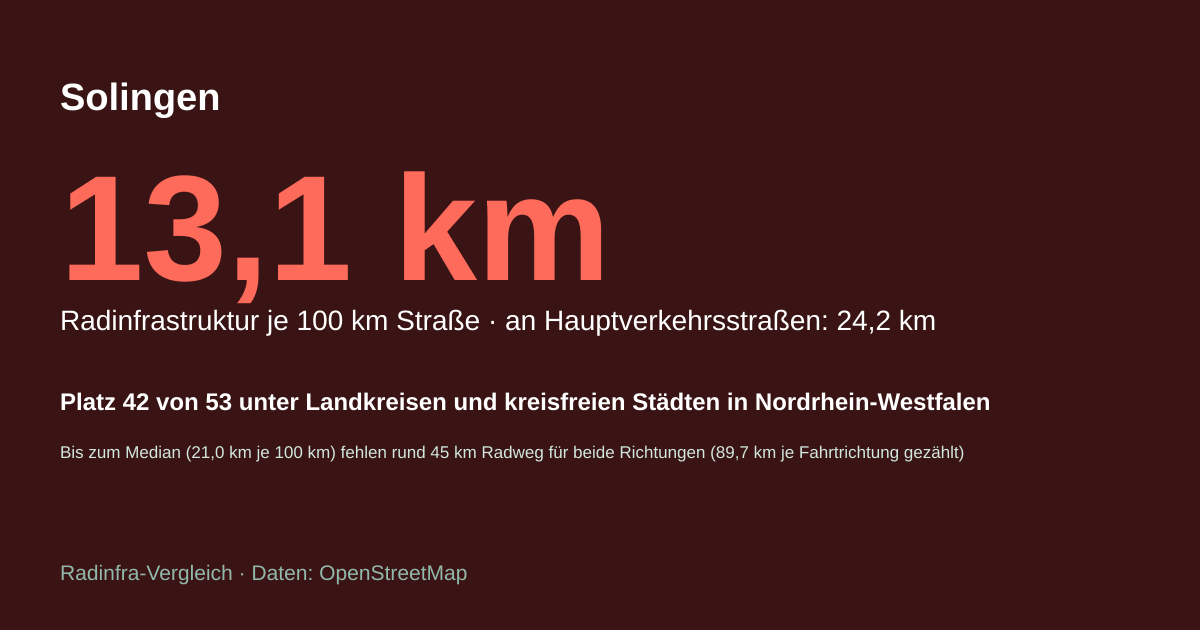 Solingen
13,1 km
Radinfrastruktur je 100 km Straße · an Hauptverkehrsstraßen: 24,2 km
Platz 42 von 53 unter Landkreisen und kreisfreien Städten in Nordrhein-Westfalen
Bis zum Median (21,0 km je 100 km) fehlen rund 45 km Radweg für beide Richtungen (89,7 km je Fahrtrichtung gezählt)
Radinfra-Vergleich · Daten: OpenStreetMap